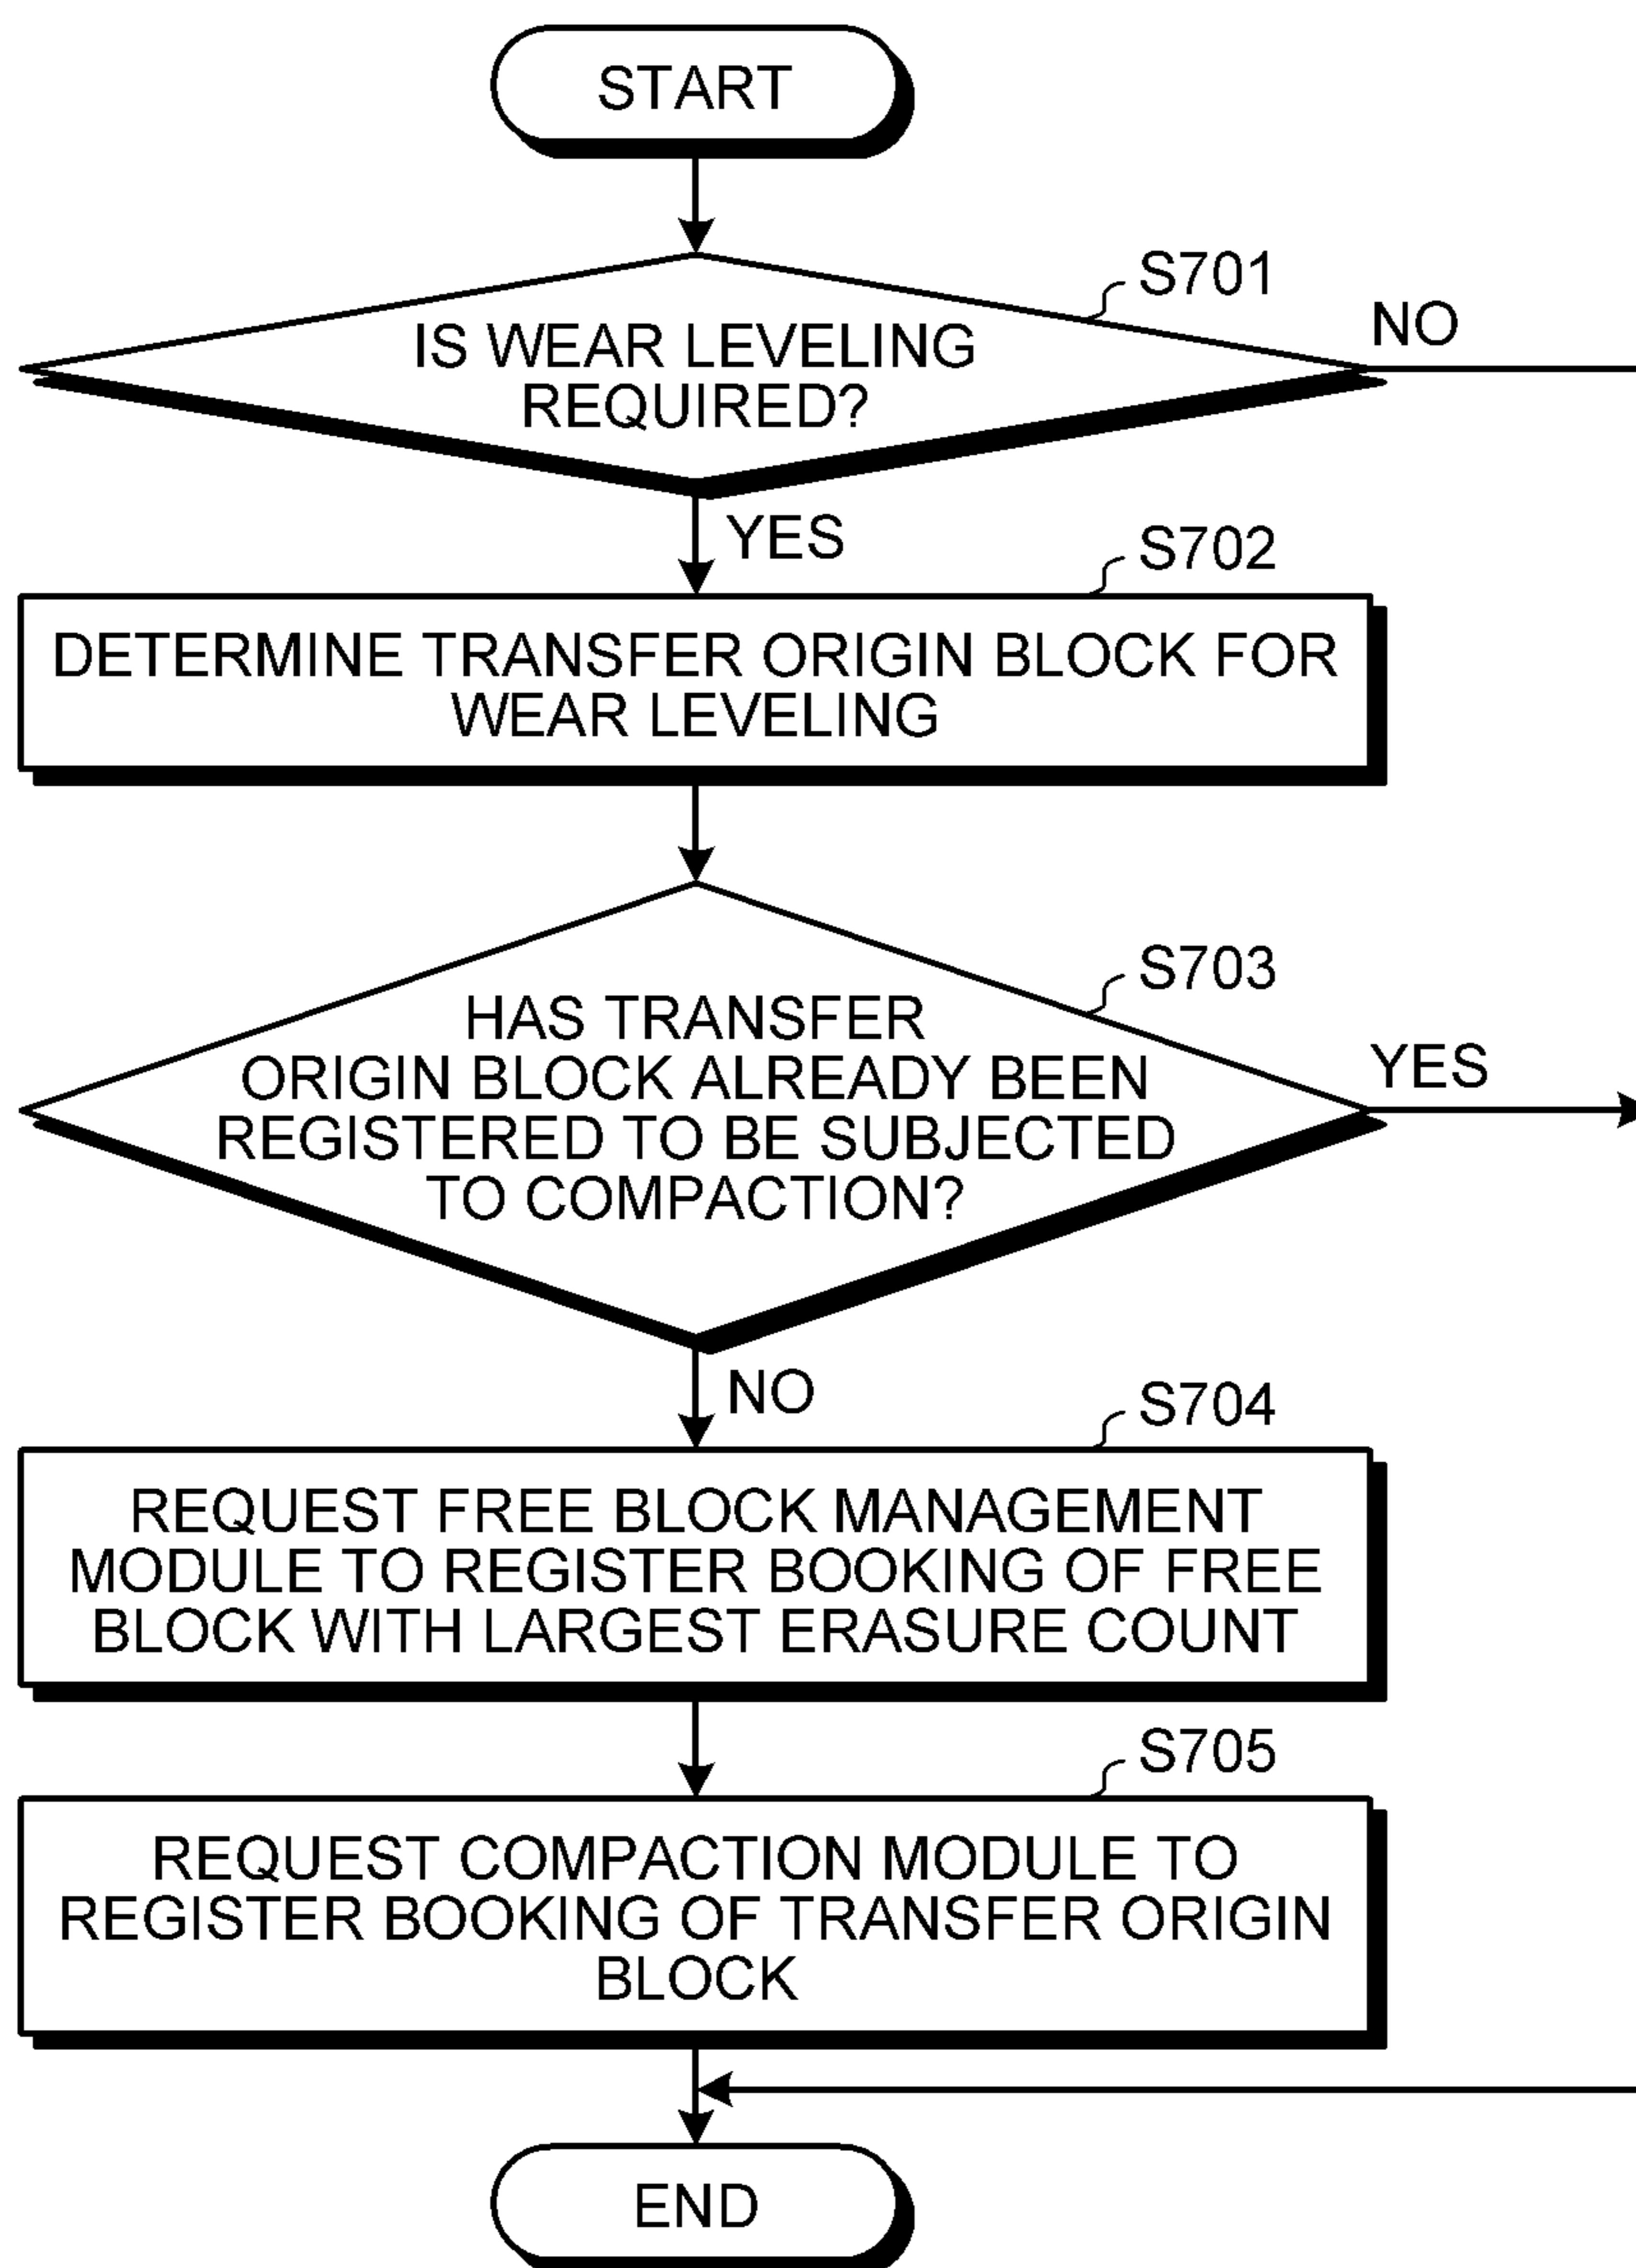 START
S701
IS WEAR LEVELING
REQUIRED?
NO
YES
S702
DETERMINE TRANSFER ORIGIN BLOCK FOR
WEAR LEVELING
S703
HAS TRANSFER
ORIGIN BLOCK ALREADY BEEN
REGISTERED TO BE SUBJECTED
TO COMPACTION?
YES
NO
S704
REQUEST FREE BLOCK MANAGEMENT
MODULE TO REGISTER BOOKING OF FREE
BLOCK WITH LARGEST ERASURE COUNT
S705
REQUEST COMPACTION MODULE TO
REGISTER BOOKING OF TRANSFER ORIGIN
BLOCK
END